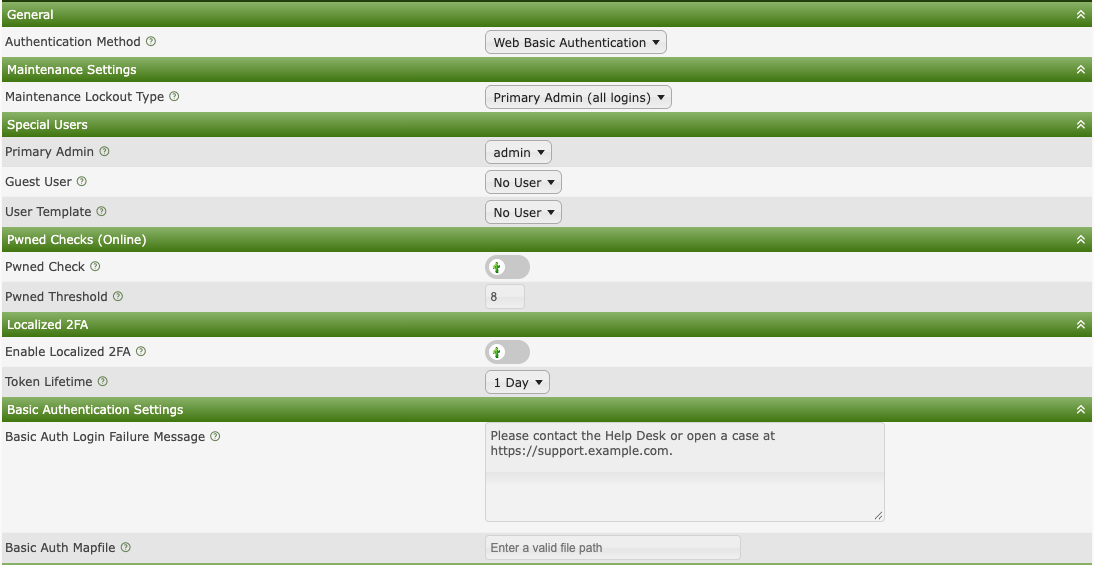 General
Authentication Method
Web Basic Authentication
Maintenance Settings
Maintenance Lockout Type
Primary Admin (all logins)
Special Users
Primary Admin
admin
Guest User
No User
User Template
No User
Pwned Checks (Online)
Pwned Check
Pwned Threshold
8
Localized 2FA
Enable Localized 2FA
Token Lifetime
1 Day
Basic Authentication Settings
Basic Auth Login Failure Message
Please contact the Help Desk or open a case at
https://support.example.com.
Basic Auth Mapfile
Enter a valid file path